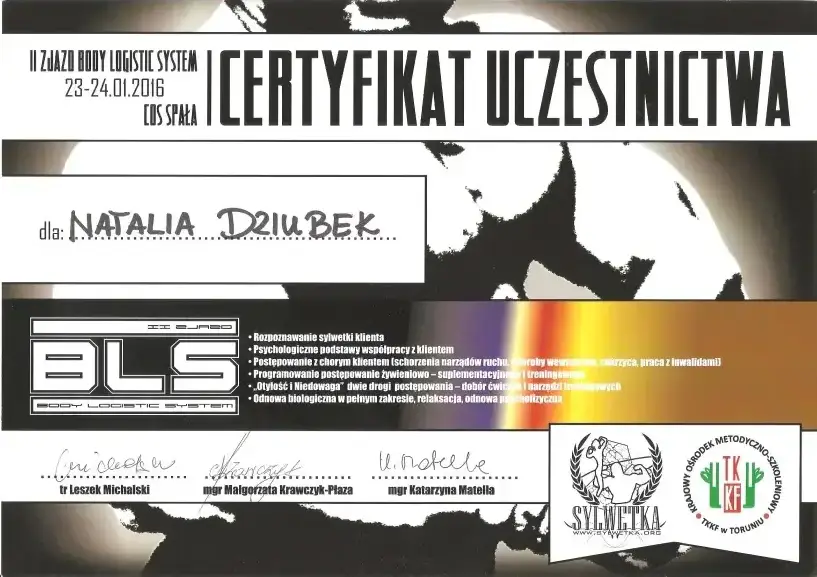 II ZJAZD BODY LOGISTIC SYSTEM
23-24.01.2016
COS SPAŁA
CERTYFIKAT UCZESTNICTWA
dla: NATALIA DZIUBEK
II ZJAZD
BLS
BODY LOGISTIC SYSTEM
• Rozpoznawanie sylwetki klienta
• Psychologiczne podstawy współpracy z klientem
• Postępowanie z chorym klientem (schorzenia narządów ruchu, choroby cukrzyca, praca z inwalidami)
• Programowanie postępowanie żywieniowo – suplementacyjne i treningowe
• „Otyłość i Niedowaga" dwie drogi postępowania – dobór ćwiczeń i narzędzi treningowych
• Odnowa biologiczna w pełnym zakresie, relaksacja, odnowa psychofizyczna
tr Leszek Michalski
mgr Małgorzata Krawczyk-Płaza
K. Matella
mgr Katarzyna Matella
SYLWETKA
WWW.SYLWETKA.ORG
KRAJOWY OŚRODEK METODYCZNO-SZKOLENIOWY
TKKF
• TKKF w TORUNIU •